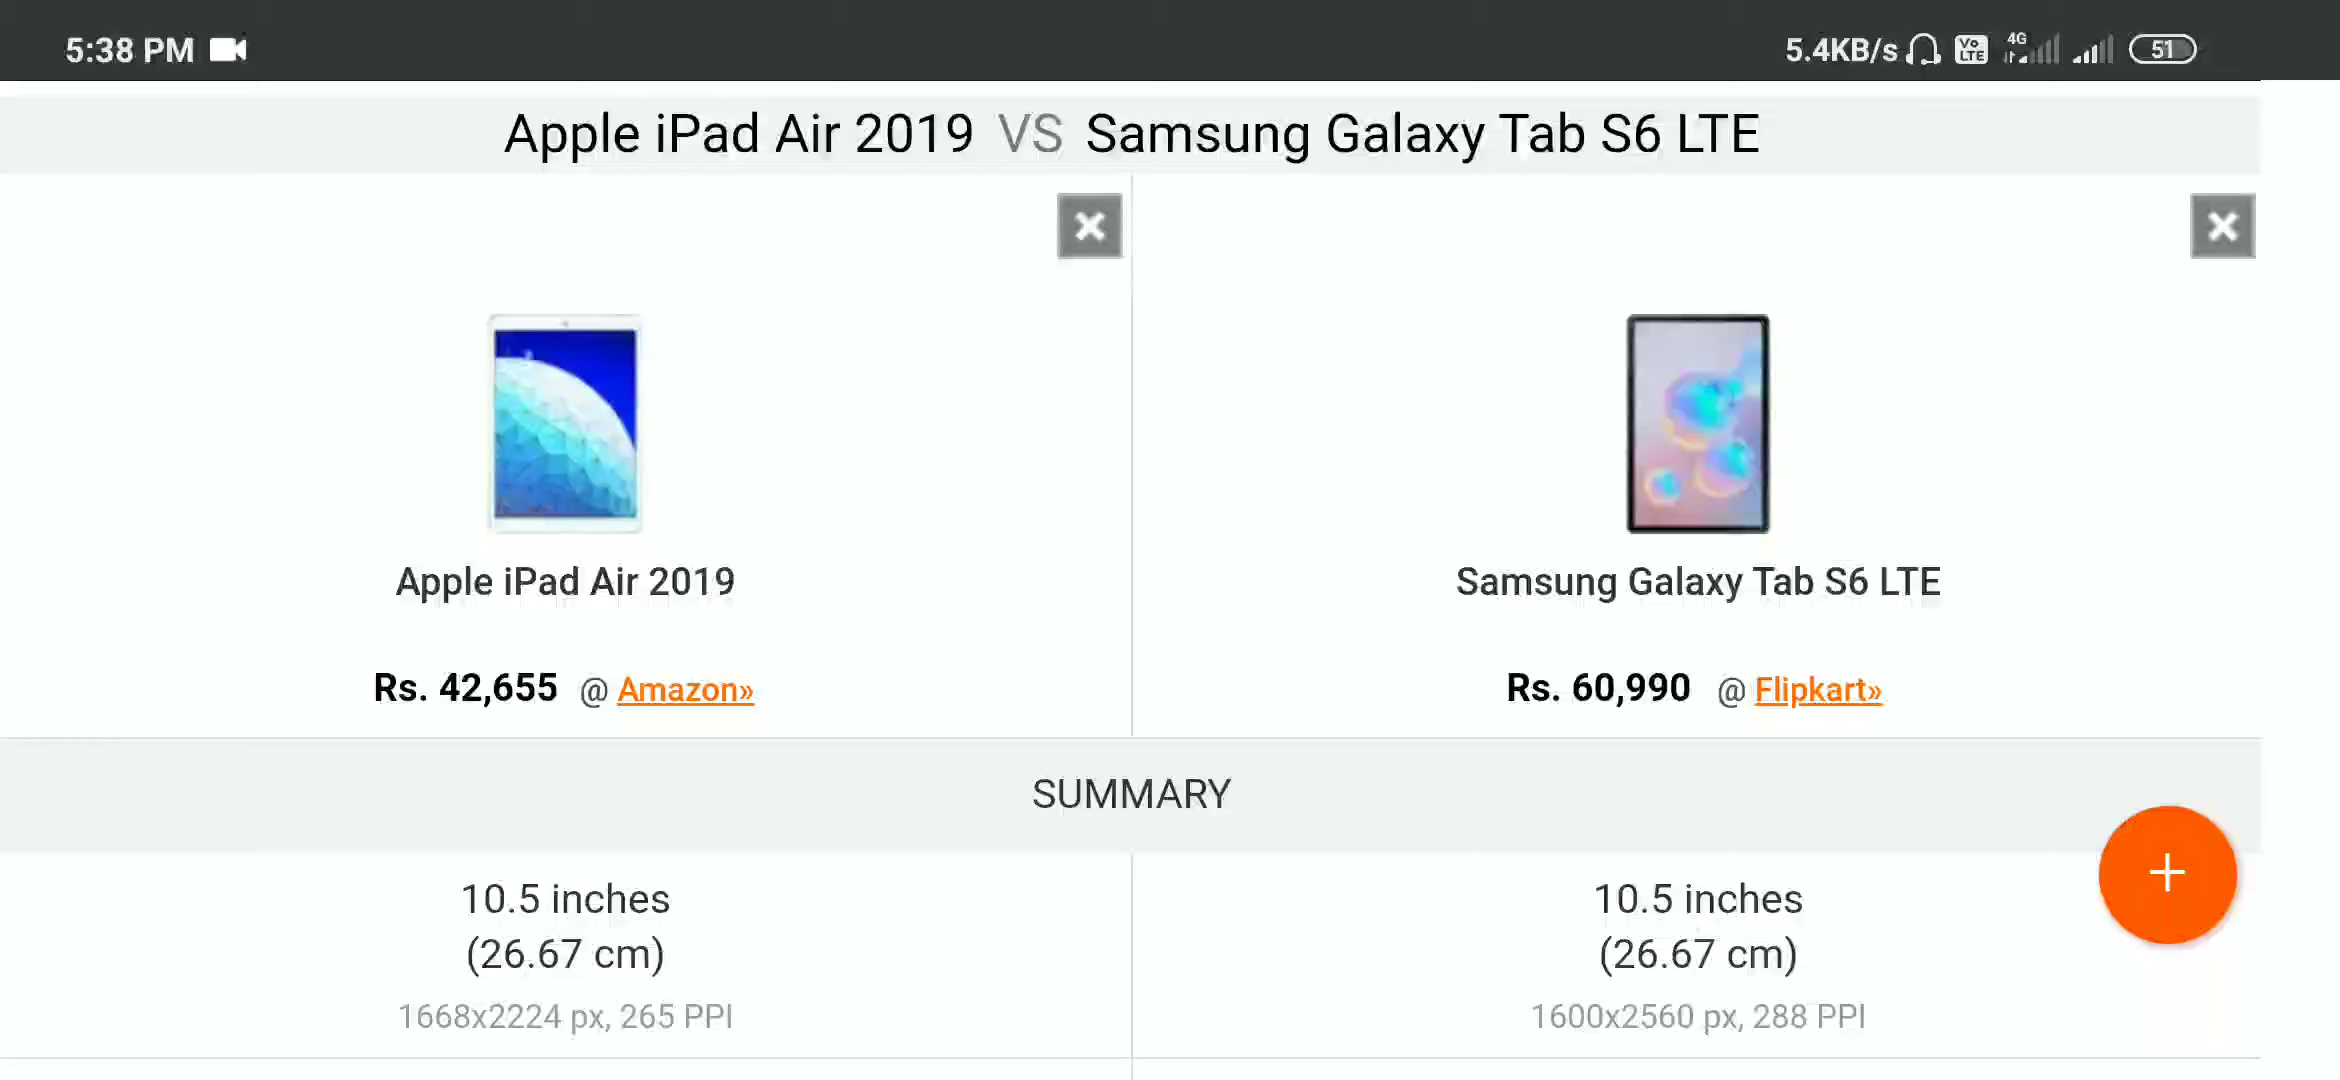 5:38 PM 5.4KB/s Vo LTE 4G 51
Apple iPad Air 2019 VS Samsung Galaxy Tab S6 LTE
Apple iPad Air 2019 Samsung Galaxy Tab S6 LTE
Rs. 42,655 @ Amazon» Rs. 60,990 @ Flipkart»
SUMMARY
+
10.5 inches 10.5 inches
(26.67 cm) (26.67 cm)
1668x2224 px, 265 PPI 1600x2560 px, 288 PPI